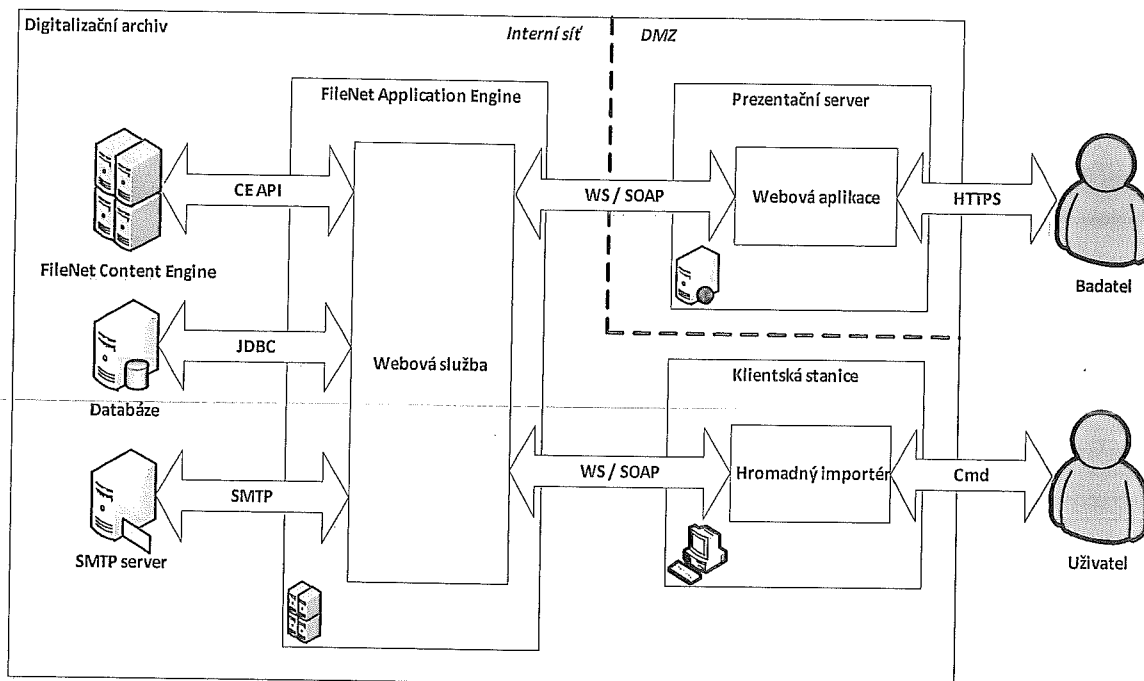 Digitalizační archiv
Interní síť
DMZ
FileNet Application Engine
Prezentační server
CE API
WS / SOAP
Webová aplikace
HTTPS
FileNet Content Engine
Badatel
JDBC
Webová služba
Klientská stanice
Databáze
WS / SOAP
Hromadný importér
Cmd
SMTP
SMTP server
Uživatel